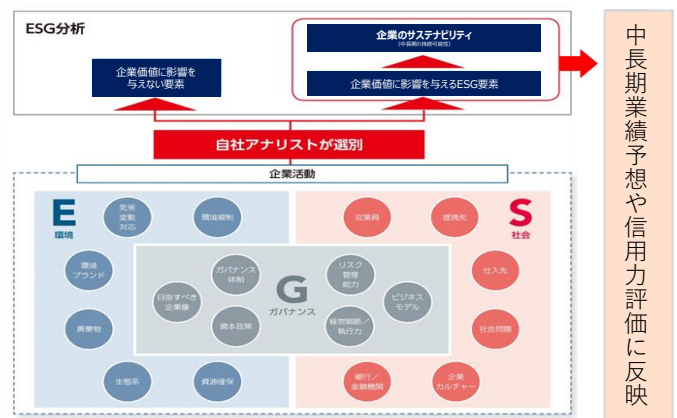 ESG分析
企業のサステナビリティ
(中長期の持続可能性)
企業価値に影響を
与えない要素
企業価値に影響を与えるESG要素
自社アナリストが選別
企業活動
E
環境
気候
変動
対応
環境規制
環境
ブランド
廃棄物
生態系
資源確保
G
ガバナンス
ガバナンス
体制
目指すべき
企業像
資本政策
リスク
管理
能力
ビジネス
モデル
経営戦略/
執行力
S
社会
従業員
提携先
仕入先
社会問題
銀行/
金融機関
企業
カルチャー
中長期業績予想や信用力評価に反映